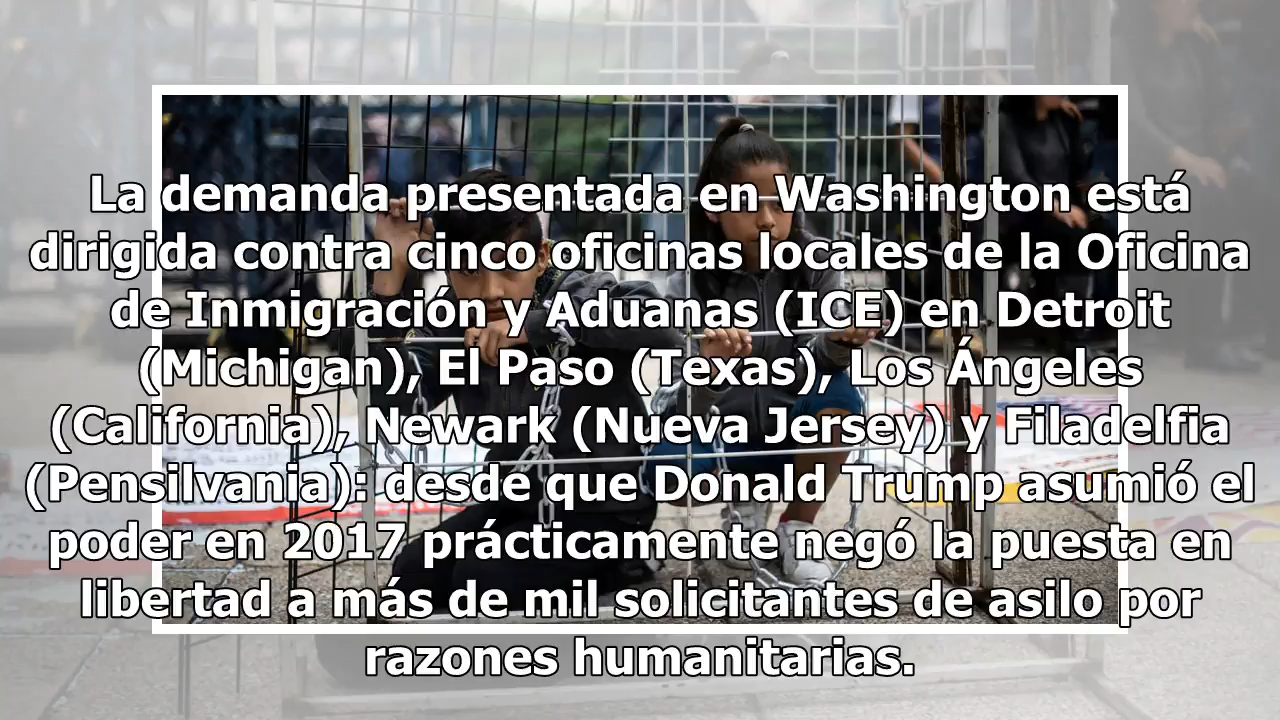 La demanda presentada en Washington está
dirigida contra cinco oficinas locales de la Oficina
de Inmigración y Aduanas (ICE) en Detroit
(Michigan), El Paso (Texas), Los Ángeles
(California), Newark (Nueva Jersey) y Filadelfia
(Pensilvania): desde que Donald Trump asumió el
poder en 2017 prácticamente negó la puesta en
libertad a más de mil solicitantes de asilo por
razones humanitarias.